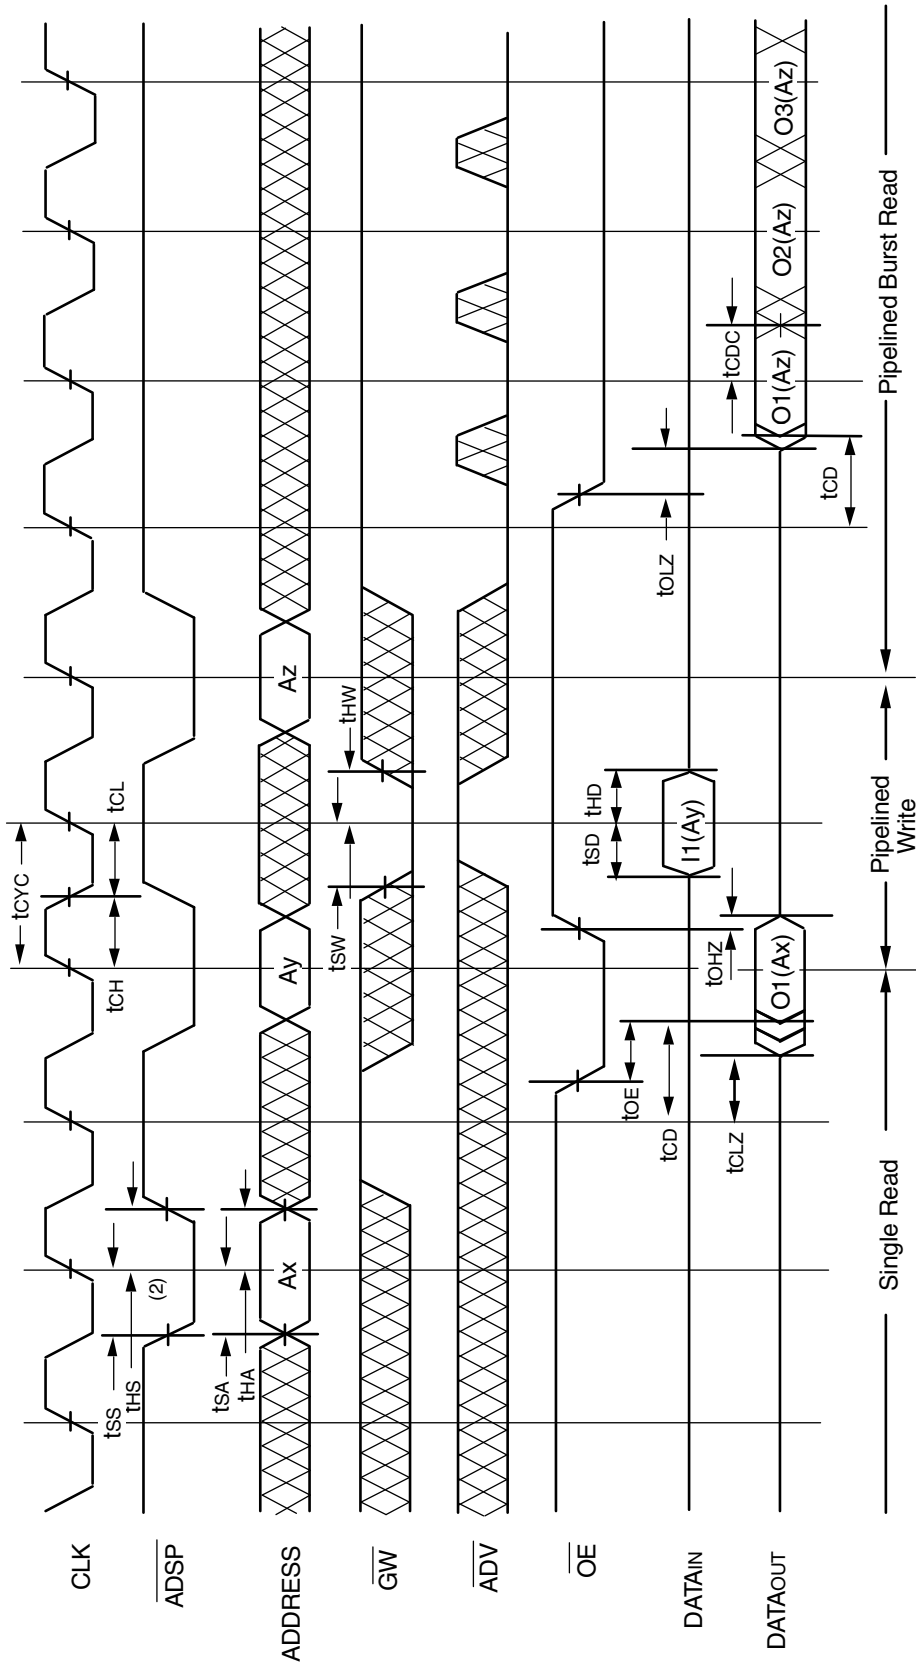 CLK
tCYC
tCH
tCL
ADSP
tSS
tHS
(2)
ADDRESS
tSA
tHA
Ax
Ay
Az
GW
tSW
tHW
ADV
OE
tOE
tOLZ
DATAIN
tCD
tOHZ
I1(Ay)
tSD
tHD
DATAOUT
tCLZ
O1(Ax)
tCD
O1(Az)
tCDC
O2(Az)
O3(Az)
Single Read
Pipelined
Write
Pipelined Burst Read